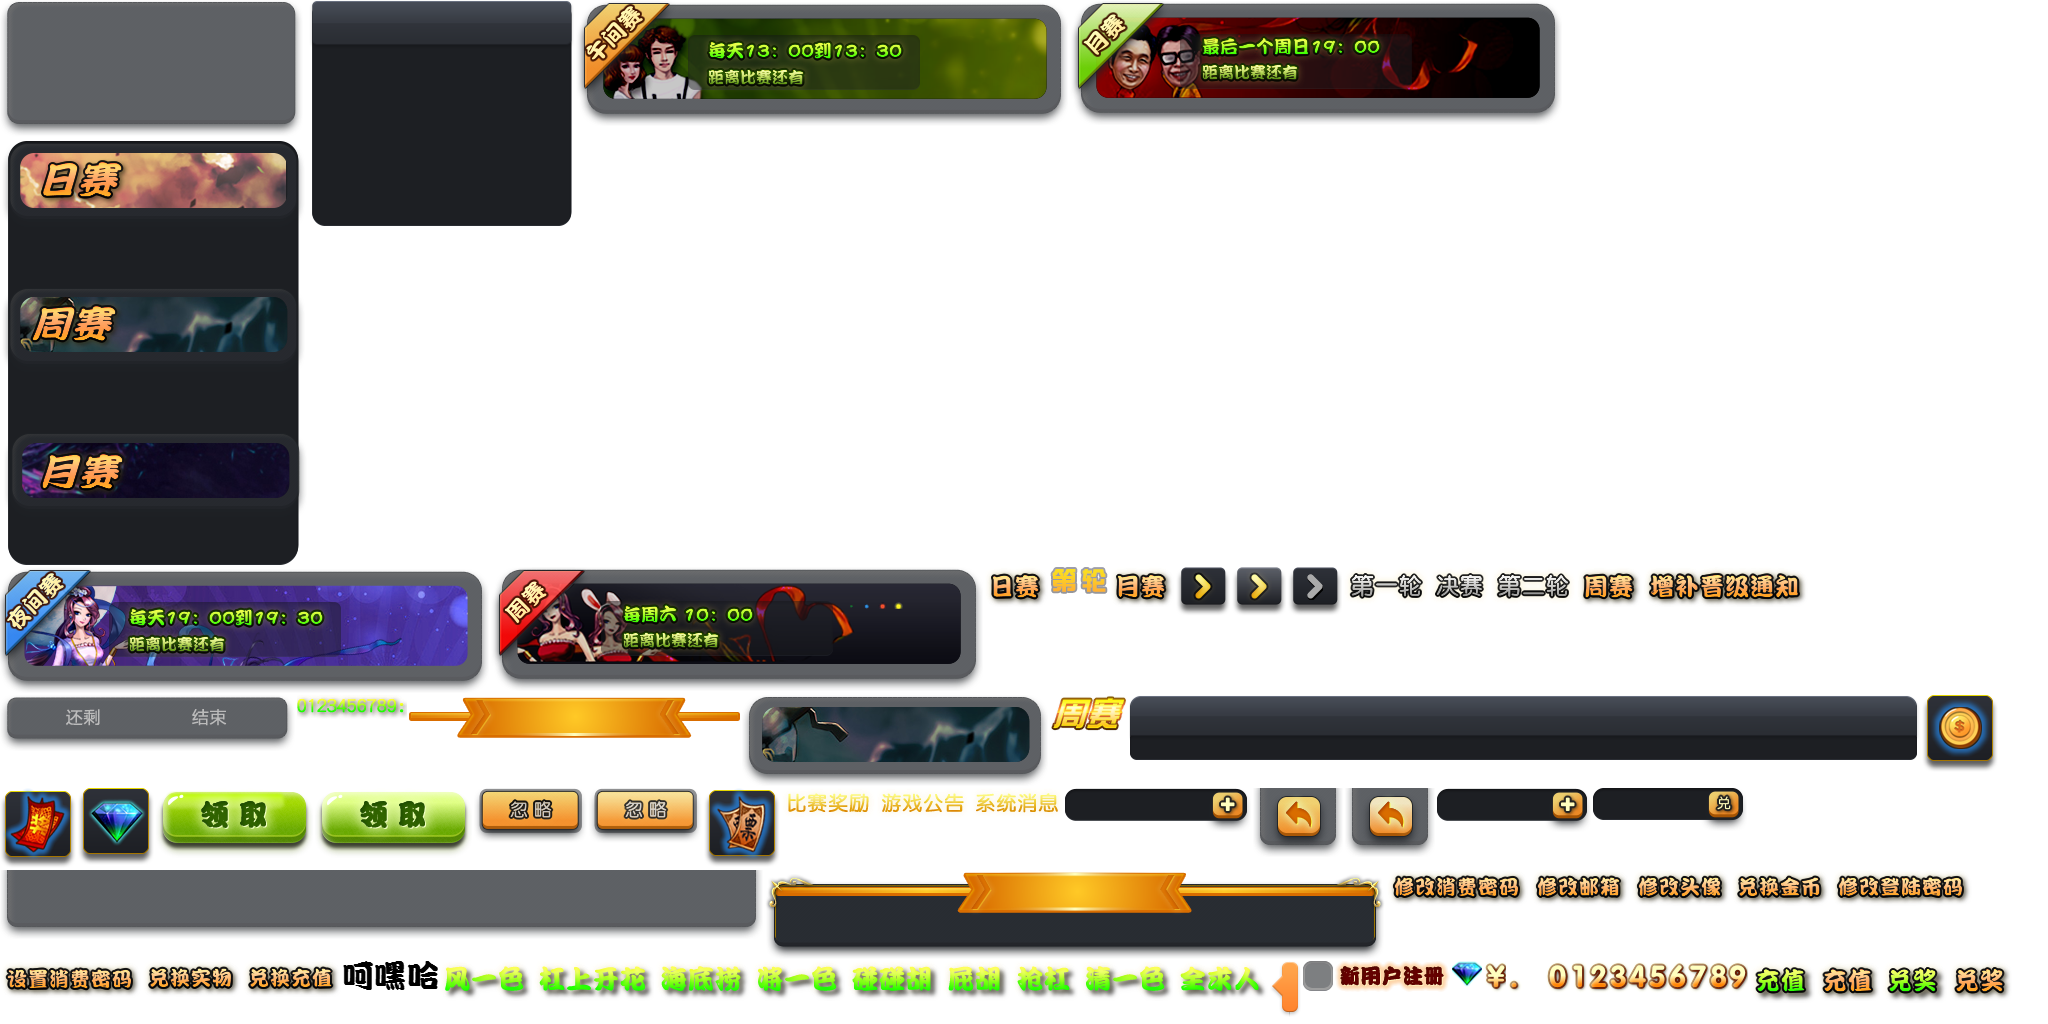 午间赛
每天13：00到13：30
距离比赛还有
月赛
最后一个周日19：00
距离比赛还有
日赛
周赛
月赛
夜间赛
每天19：00到19：30
距离比赛还有
周赛
每周六 10：00
距离比赛还有
日赛
第轮
月赛
第一轮
决赛
第二轮
周赛
增补晋级通知
还剩
结束
0123456789:
周赛
领取
领取
忽略
忽略
票
比赛奖励
游戏公告
系统消息
兑
修改消费密码
修改邮箱
修改头像
兑换金币
修改登陆密码
设置消费密码
兑换实物
兑换充值
呵嘿哈
风一色
杠上开花
海底捞
将一色
碰碰胡
屁胡
抢杠
清一色
全求人
新用户注册
¥.
0123456789
充值
充值
兑奖
兑奖